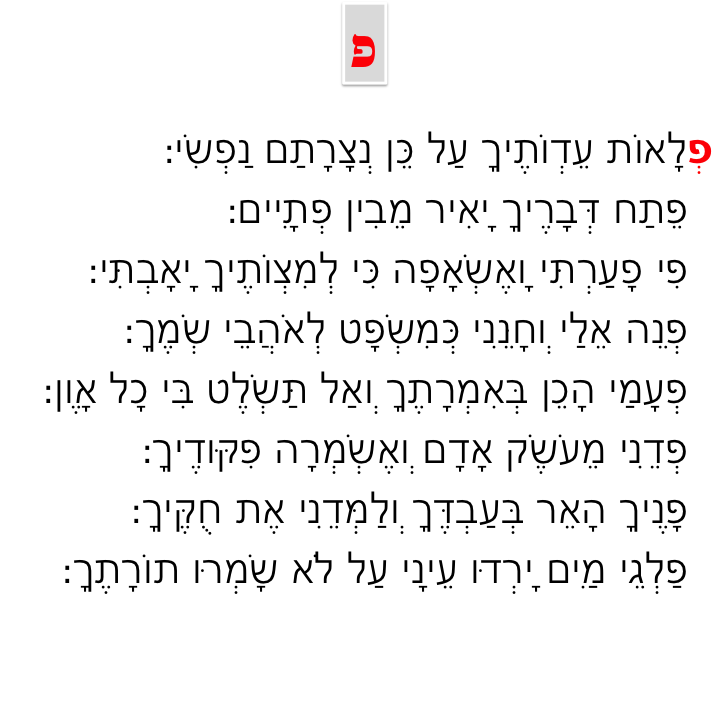 פ
פְלָאוֹת עֵדְוֹתֶיךָ עַל כֵּן נְצָרָתַם נַפְשִׁי:
פֵּתַח דְּבָרֶיךָ יָאִיר מֵבִין פְּתָיִים:
פִּי פָעַרְתִּי וָאֶשְׁאָפָה כִּי לְמִצְוֹתֶיךָ יָאָבְתִּי:
פְּנֵה אֵלַי וְחָנֵּנִי כְּמִשְׁפָּט לְאֹהֲבֵי שְׁמֶךָ:
פְּעָמַי הָכֵן בְּאִמְרָתֶךָ וְאַל תַּשְׁלֶט בִּי כָל אָוֶן:
פְּדֵנִי מֵעֹשֶׁק אָדָם וְאֶשְׁמְרָה פִּקּוּדֶיךָ:
פָּנֶיךָ הָאֵר בְּעַבְדֶּךָ וְלַמְּדֵנִי אֶת חֻקֶּיךָ:
פַּלְגֵי מַיִם יָרְדוּ עֵינָי עַל לֹא שָׁמְרוּ תוֹרָתֶךָ: